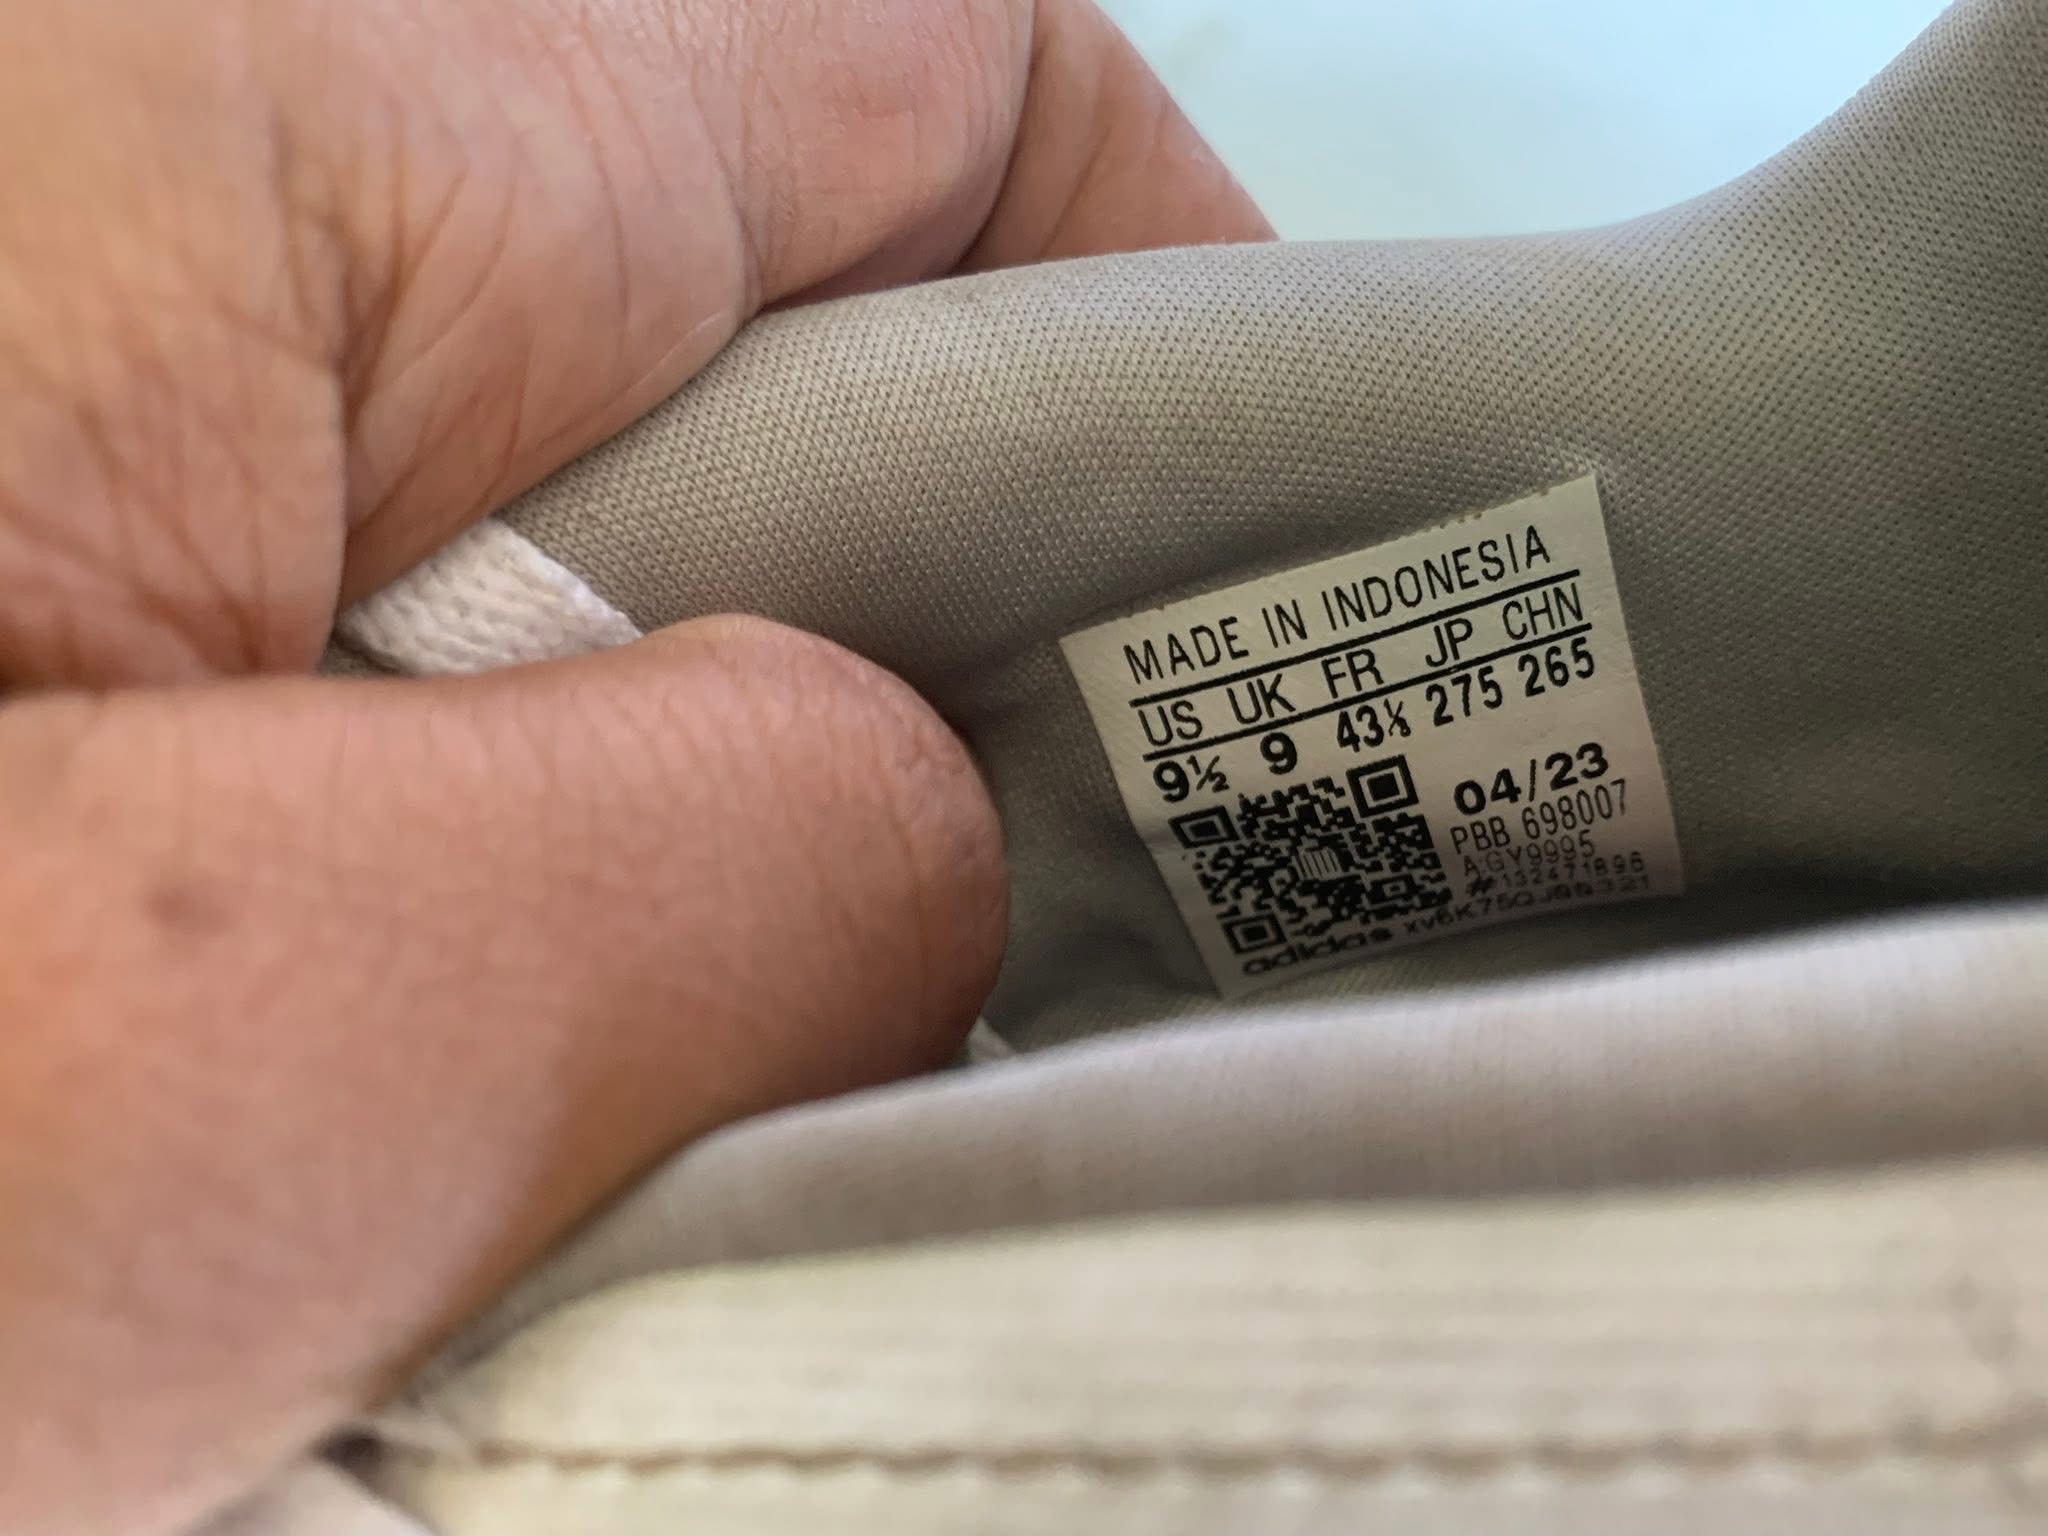 MADE IN INDONESIA
US UK FR JP CHN
9½ 9 43⅓ 275 265
04/23
PBB 698007
#132471896
adidas